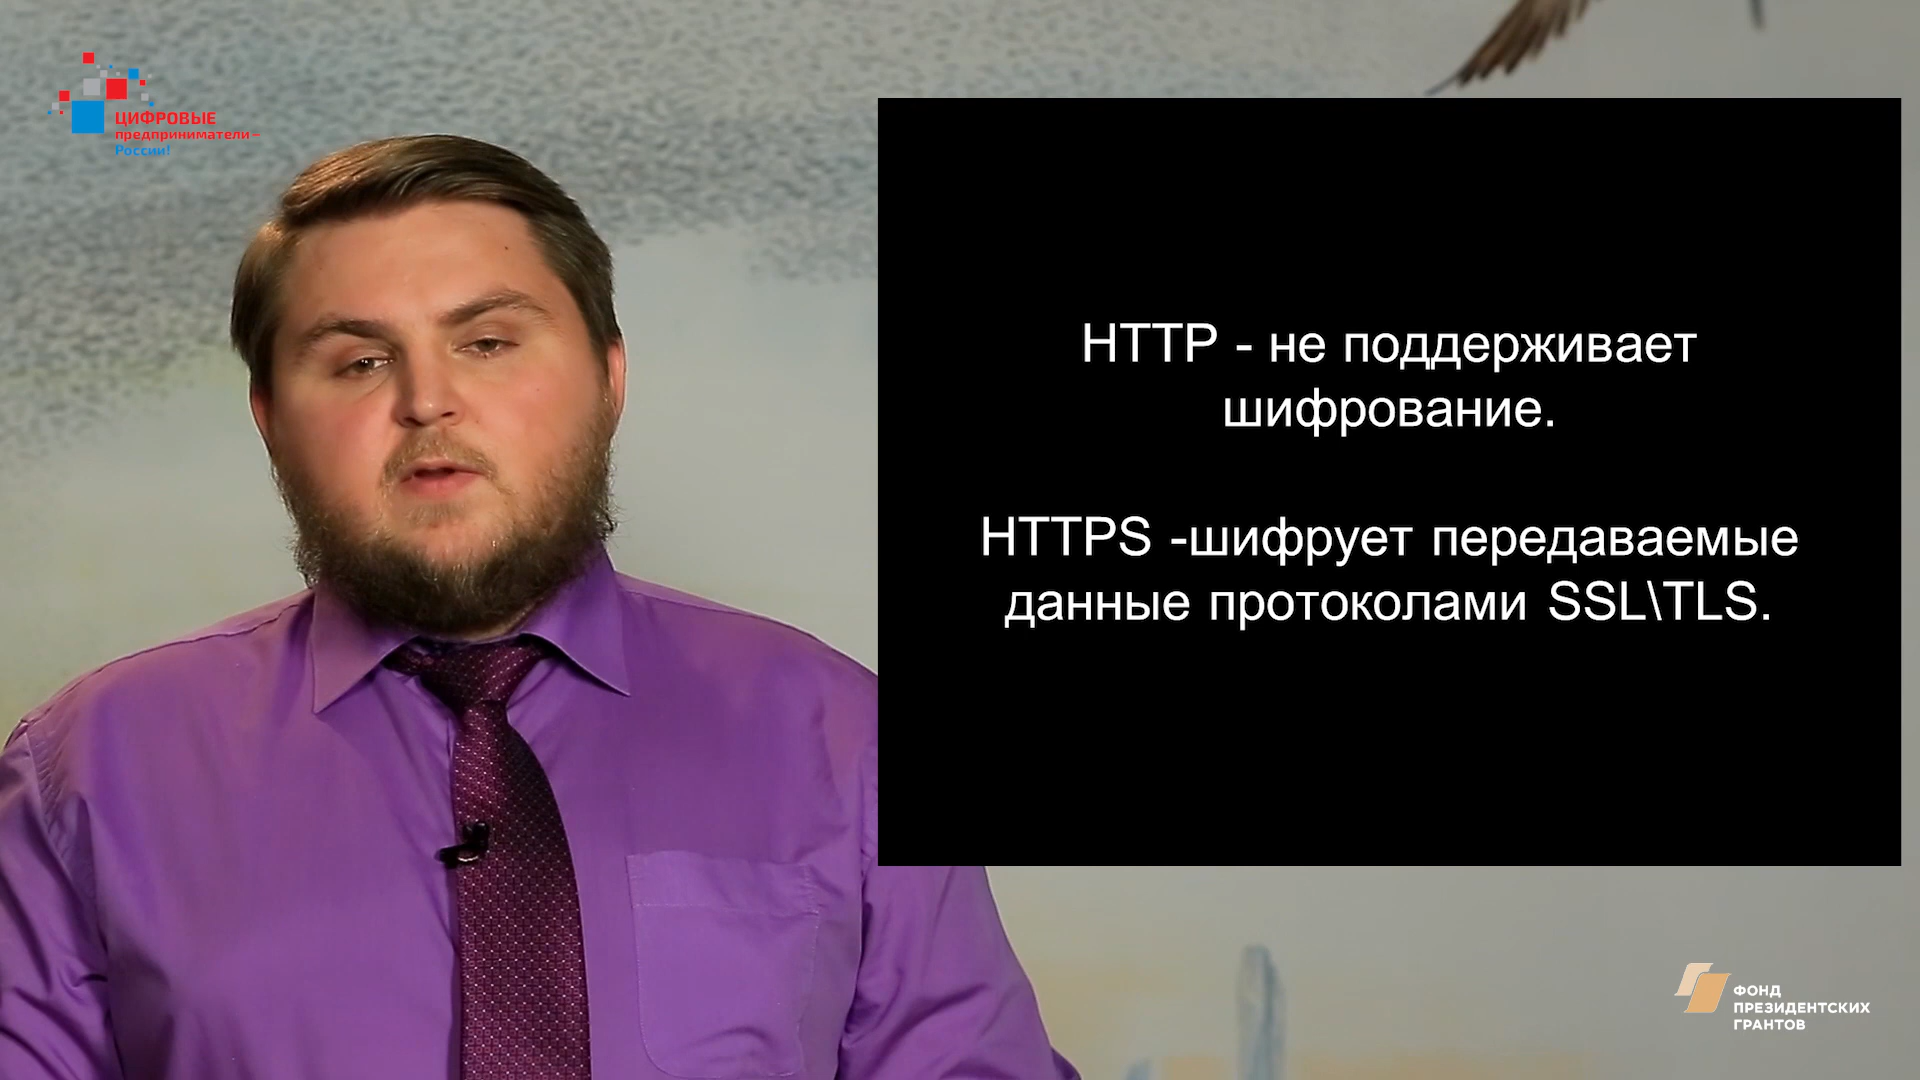 ЦИФРОВЫЕ
предприниматели –
России!
HTTP - не поддерживает
шифрование.
HTTPS -шифрует передаваемые
данные протоколами SSL\TLS.
ФОНД
ПРЕЗИДЕНТСКИХ
ГРАНТОВ